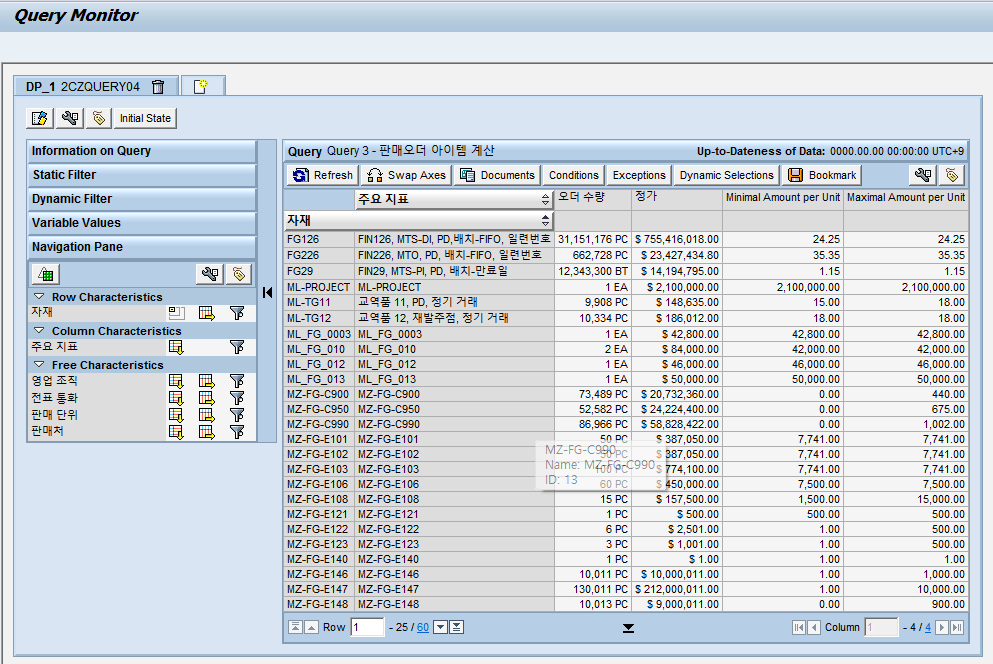 Query Monitor
DP_1 2CZQUERY04
Initial State
Information on Query
Static Filter
Dynamic Filter
Variable Values
Navigation Pane
Row Characteristics
자재
Column Characteristics
주요 지표
Free Characteristics
영업 조직
전표 통화
판매 단위
판매처
Query Query 3 - 판매오더 아이템 계산 Up-to-Dateness of Data: 0000.00.00 00:00:00 UTC+9
Refresh Swap Axes Documents Conditions Exceptions Dynamic Selections Bookmark
주요 지표 오더 수량 정가 Minimal Amount per Unit Maximal Amount per Unit
자재
FG126 FIN126, MTS-DI, PD,배치-FIFO, 일련번호 31,151,176 PC $ 755,416,018.00 24.25 24.25
FG226 FIN226, MTO, PD, 배치-FIFO, 일련번호 662,728 PC $ 23,427,434.80 35.35 35.35
FG29 FIN29, MTS-PI, PD, 배치-만료일 12,343,300 BT $ 14,194,795.00 1.15 1.15
ML-PROJECT ML-PROJECT 1 EA $ 2,100,000.00 2,100,000.00 2,100,000.00
ML-TG11 교역품 11, PD, 정기 거래 9,908 PC $ 148,635.00 15.00 18.00
ML-TG12 교역품 12, 재발주점, 정기 거래 10,334 PC $ 186,012.00 18.00 18.00
ML_FG_0003 ML_FG_0003 1 EA $ 42,800.00 42,800.00 42,800.00
ML_FG_010 ML_FG_010 2 EA $ 84,000.00 42,000.00 42,000.00
ML_FG_012 ML_FG_012 1 EA $ 46,000.00 46,000.00 46,000.00
ML_FG_013 ML_FG_013 1 EA $ 50,000.00 50,000.00 50,000.00
MZ-FG-C900 MZ-FG-C900 73,489 PC $ 20,732,360.00 0.00 440.00
MZ-FG-C950 MZ-FG-C950 52,582 PC $ 24,224,400.00 0.00 675.00
MZ-FG-C990 MZ-FG-C990 86,966 PC $ 58,828,422.00 0.00 1,002.00
MZ-FG-E101 MZ-FG-E101 50 PC $ 387,050.00 7,741.00 7,741.00
MZ-FG-E102 MZ-FG-E102 50 PC $ 387,050.00 7,741.00 7,741.00
MZ-FG-E103 MZ-FG-E103 100 PC $ 774,100.00 7,741.00 7,741.00
MZ-FG-E106 MZ-FG-E106 60 PC $ 450,000.00 7,500.00 7,500.00
MZ-FG-E108 MZ-FG-E108 15 PC $ 157,500.00 1,500.00 15,000.00
MZ-FG-E121 MZ-FG-E121 1 PC $ 500.00 500.00 500.00
MZ-FG-E122 MZ-FG-E122 6 PC $ 2,501.00 1.00 500.00
MZ-FG-E123 MZ-FG-E123 3 PC $ 1,001.00 1.00 500.00
MZ-FG-E140 MZ-FG-E140 1 PC $ 1.00 1.00 1.00
MZ-FG-E146 MZ-FG-E146 10,011 PC $ 10,000,011.00 1.00 1,000.00
MZ-FG-E147 MZ-FG-E147 130,011 PC $ 212,000,011.00 1.00 10,000.00
MZ-FG-E148 MZ-FG-E148 10,013 PC $ 9,000,011.00 0.00 900.00
MZ-FG-C990
Name: MZ-FG-C990
ID: 13
Row 1 - 25 / 60 Column 1 - 4 / 4